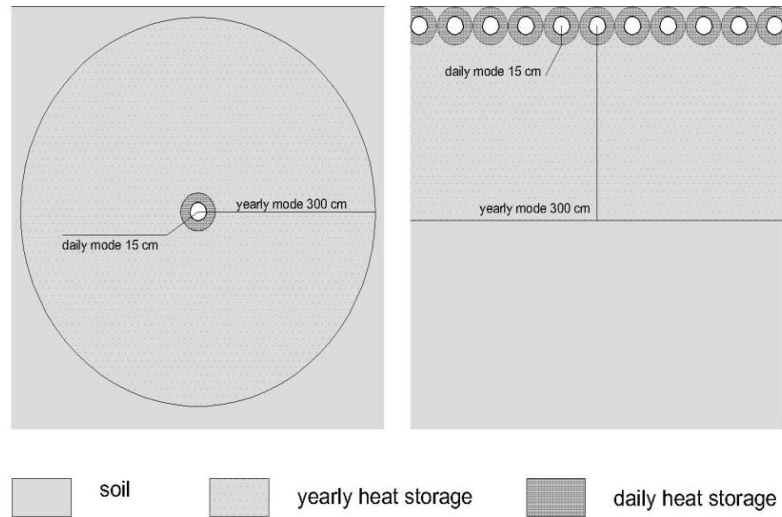 yearly mode 300 cm
daily mode 15 cm
daily mode 15 cm
yearly mode 300 cm
soil
yearly heat storage
daily heat storage